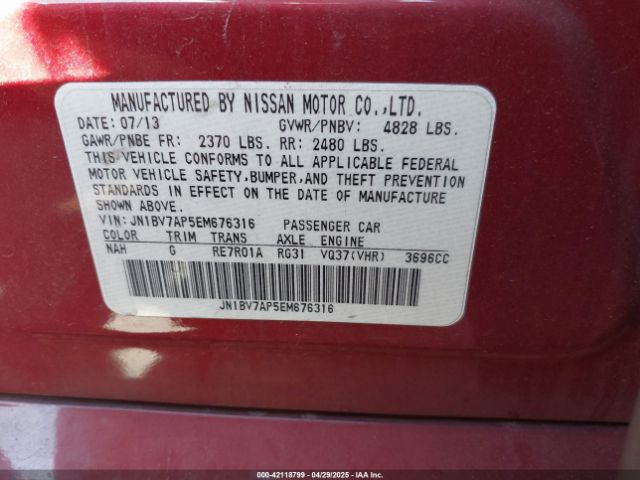 MANUFACTURED BY NISSAN MOTOR CO.,LTD.
DATE: 07/13 GVWR/PNBV: 4828 LBS.
GAWR/PNBE FR: 2370 LBS. RR: 2480 LBS.
THIS VEHICLE CONFORMS TO ALL APPLICABLE FEDERAL
MOTOR VEHICLE SAFETY,BUMPER,AND THEFT PREVENTION
STANDARDS IN EFFECT ON THE DATE OF MANUFACTURE
SHOWN ABOVE.
VIN: JN1BV7AP5EM676316 PASSENGER CAR
COLOR TRIM TRANS AXLE ENGINE
NAH G RE7R01A RG31 VQ37(VHR) 3696CC
JN1BV7AP5EM676316
000-42118799 - 04/29/2025 - IAA, Inc.